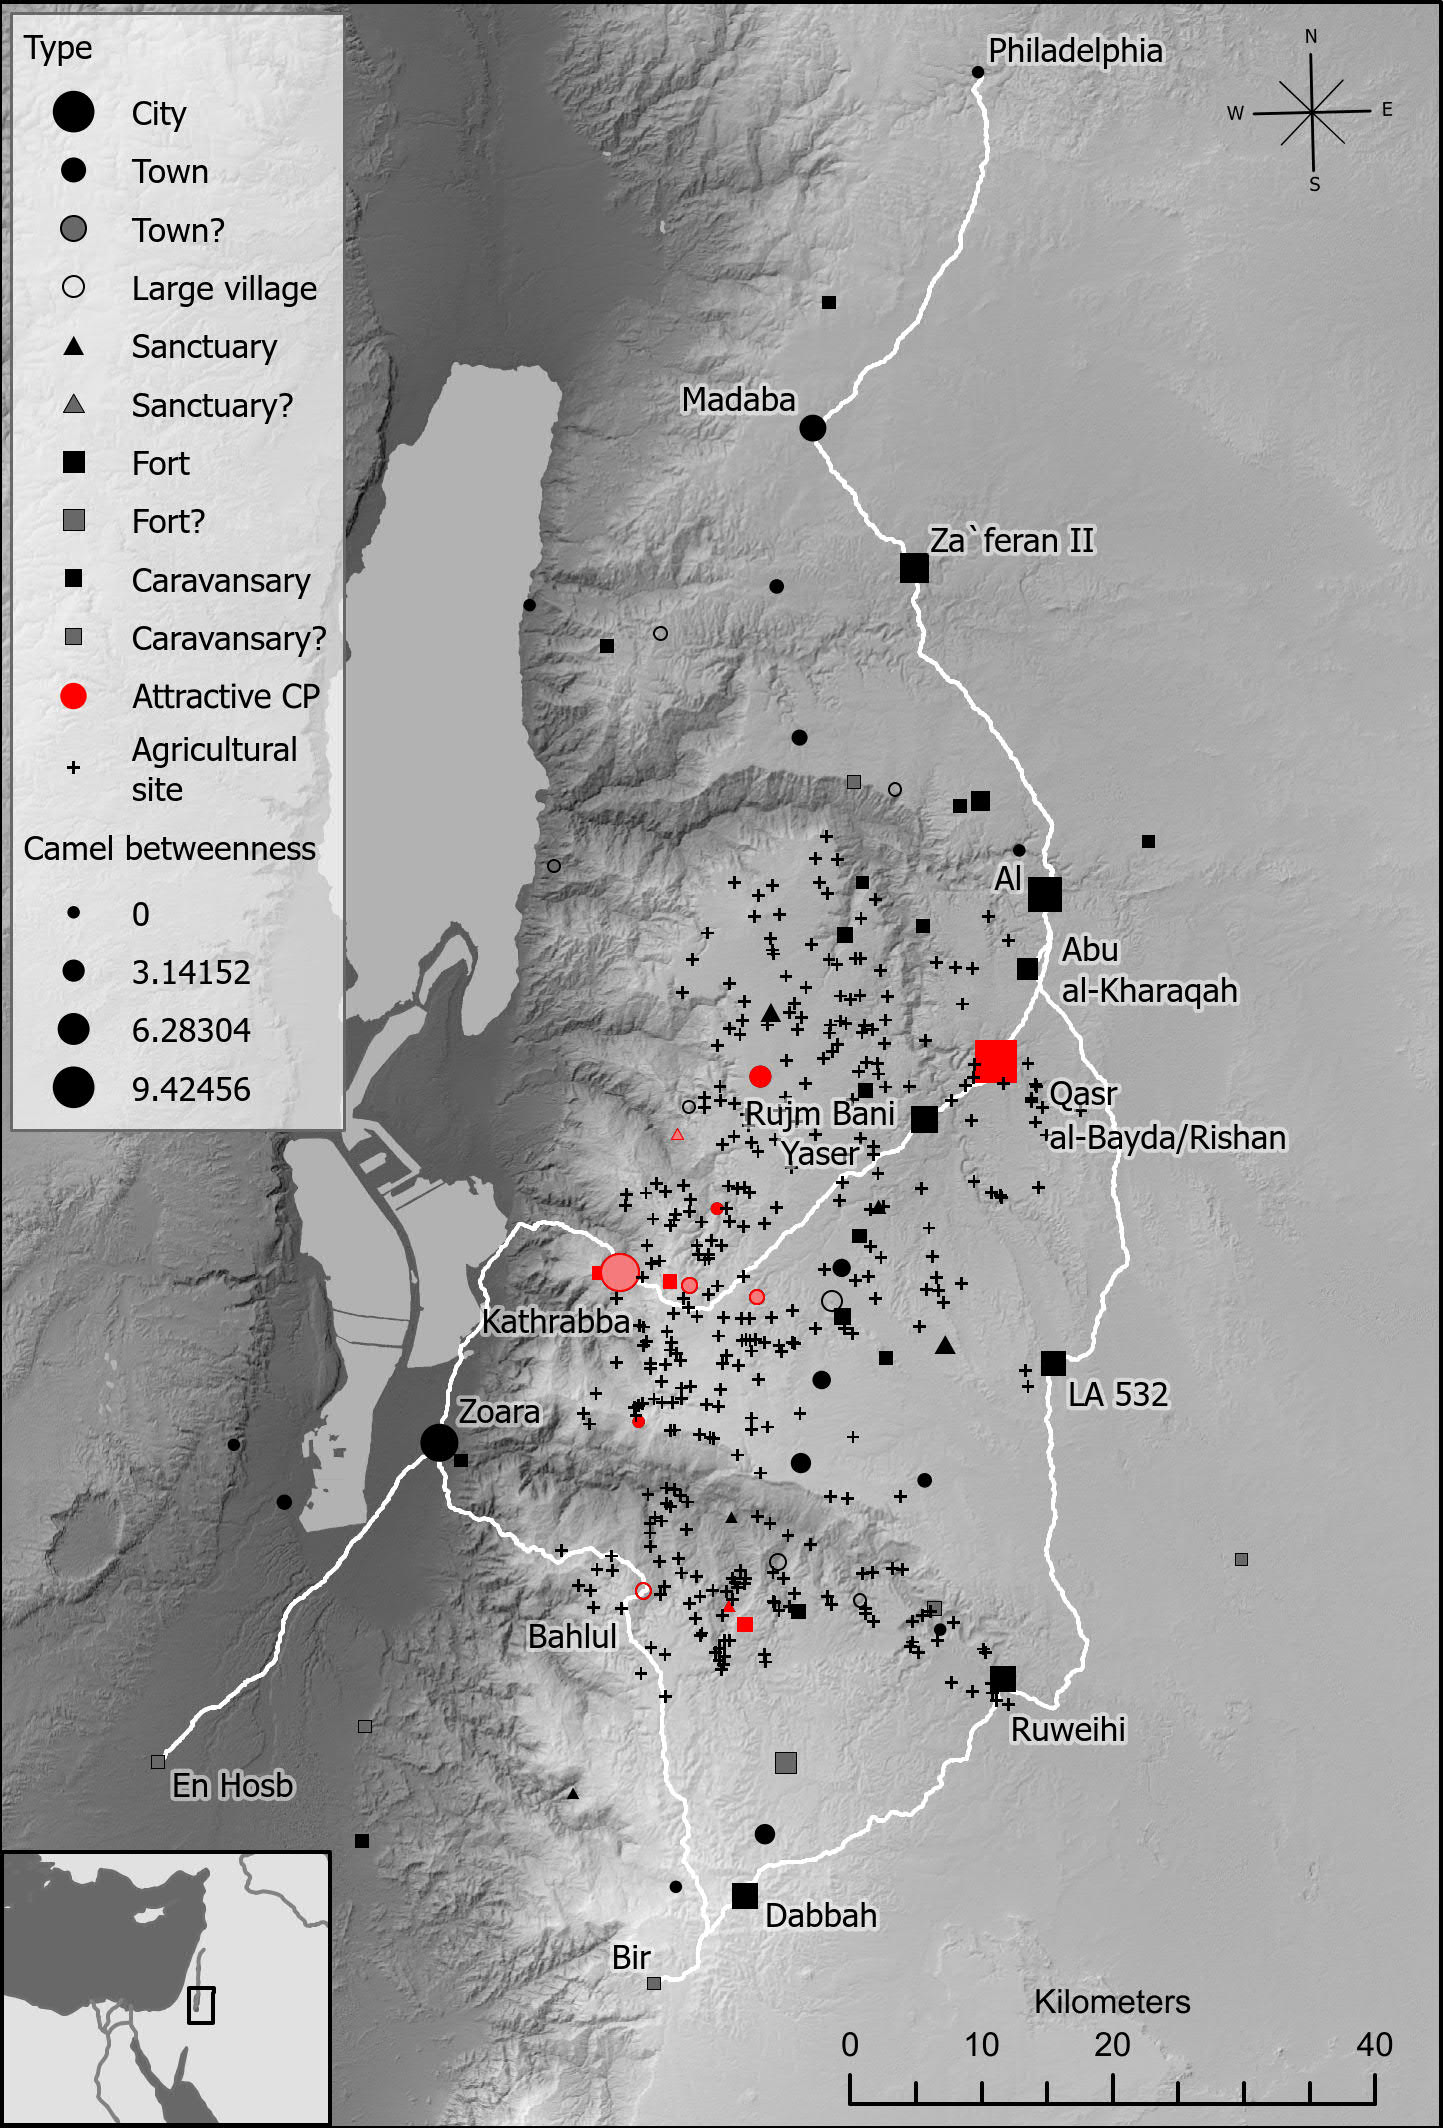 Type
City
Town
Town?
Large village
Sanctuary
Sanctuary?
Fort
Fort?
Caravansary
Caravansary?
Attractive CP
Agricultural
site
Camel betweenness
0
3.14152
6.28304
9.42456
N
W
E
S
Philadelphia
Madaba
Za`feran II
Al
Abu
al-Kharaqah
Qasr
al-Bayda/Rishan
Rujm Bani
Yaser
Kathrabba
LA 532
Zoara
Bahlul
Ruweihi
En Hosb
Dabbah
Bir
Kilometers
0 10 20 40